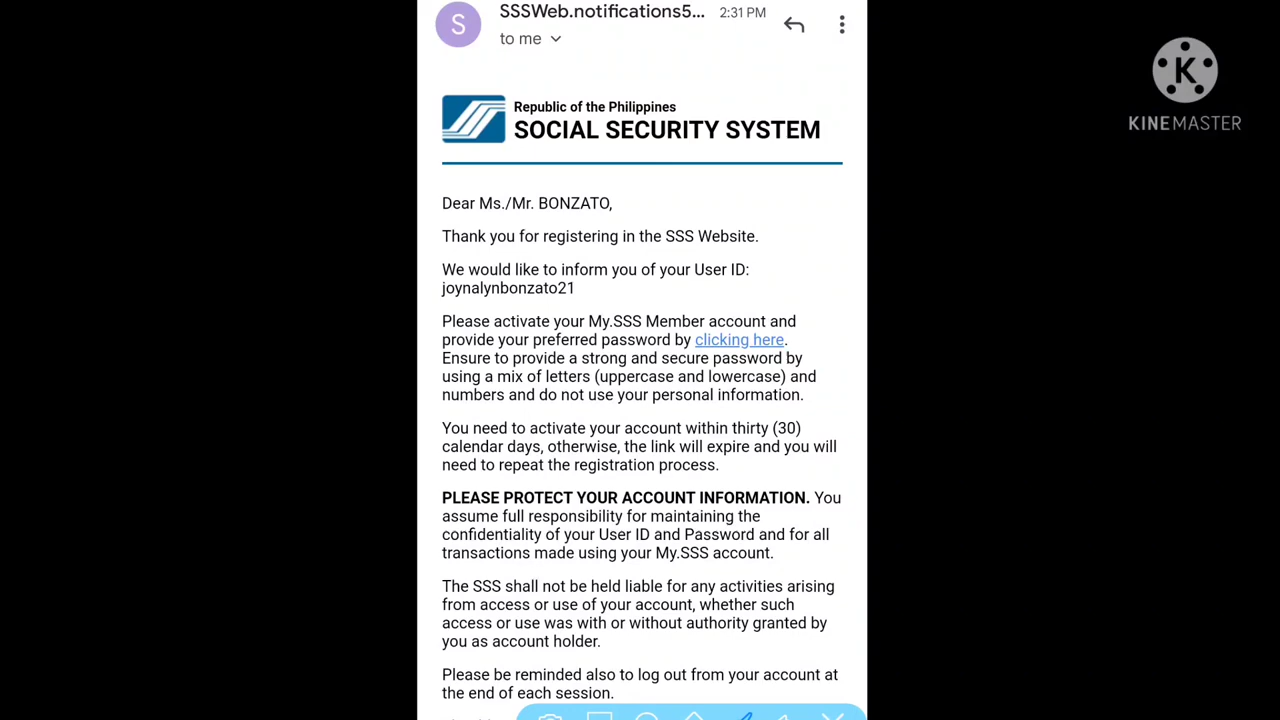 S
SSSWeb.notifications5...
2:31 PM
to me
Republic of the Philippines
SOCIAL SECURITY SYSTEM
K
KINEMASTER
Dear Ms./Mr. BONZATO,
Thank you for registering in the SSS Website.
We would like to inform you of your User ID:
joynalynbonzato21
Please activate your My.SSS Member account and
provide your preferred password by clicking here.
Ensure to provide a strong and secure password by
using a mix of letters (uppercase and lowercase) and
numbers and do not use your personal information.
You need to activate your account within thirty (30)
calendar days, otherwise, the link will expire and you will
need to repeat the registration process.
PLEASE PROTECT YOUR ACCOUNT INFORMATION. You
assume full responsibility for maintaining the
confidentiality of your User ID and Password and for all
transactions made using your My.SSS account.
The SSS shall not be held liable for any activities arising
from access or use of your account, whether such
access or use was with or without authority granted by
you as account holder.
Please be reminded also to log out from your account at
the end of each session.